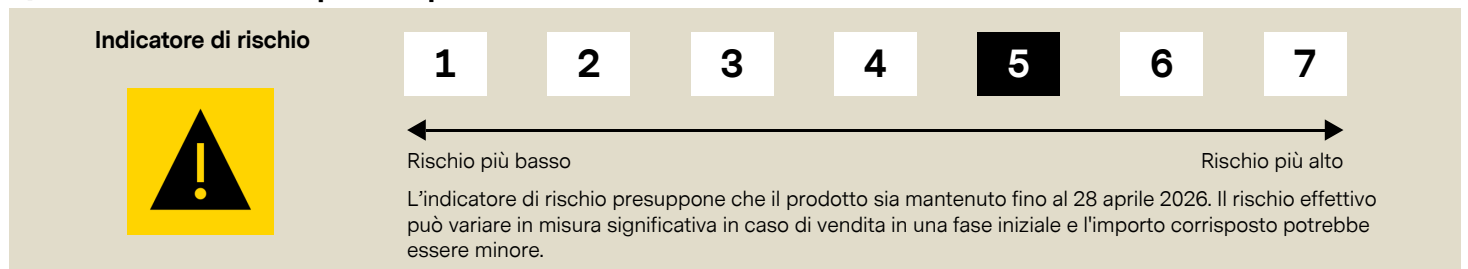 Indicatore di rischio
1 2 3 4 5 6 7
Rischio più basso Rischio più alto
L’indicatore di rischio presuppone che il prodotto sia mantenuto fino al 28 aprile 2026. Il rischio effettivo
può variare in misura significativa in caso di vendita in una fase iniziale e l'importo corrisposto potrebbe
essere minore.